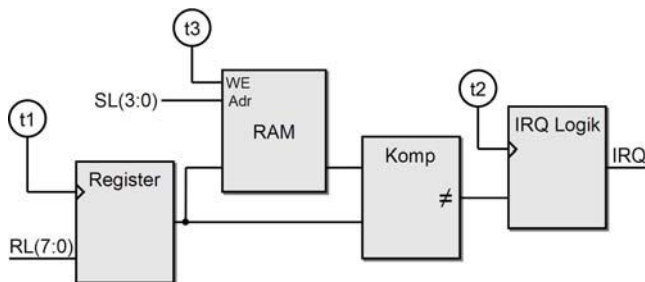 t3
WE
SL(3:0)
Adr
RAM
t1
t2
IRQ Logik
IRQ
Komp
≠
Register
RL(7:0)